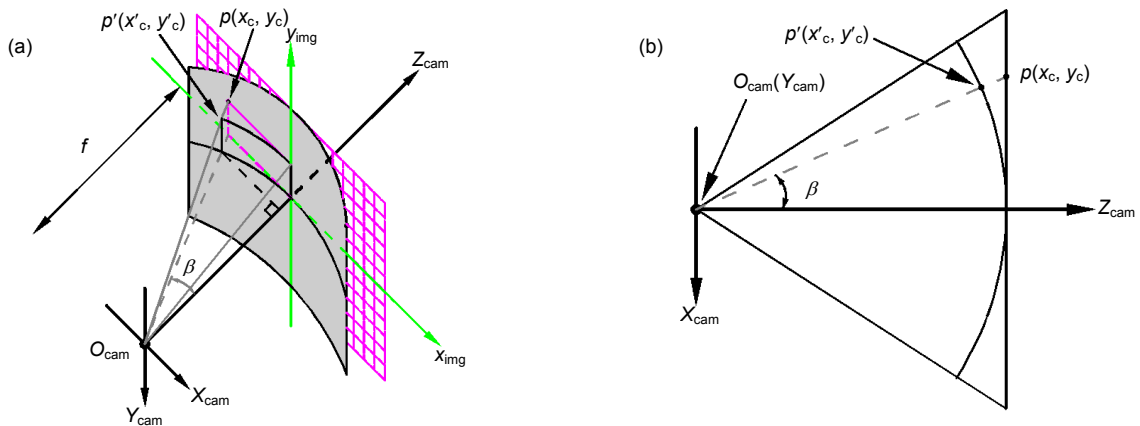 (a)
p′(x′c, y′c)
p(xc, yc)
yimg
Zcam
f
β
Ocam
Xcam
Ycam
ximg
(b)
p′(x′c, y′c)
Ocam(Ycam)
p(xc, yc)
β
Zcam
Xcam